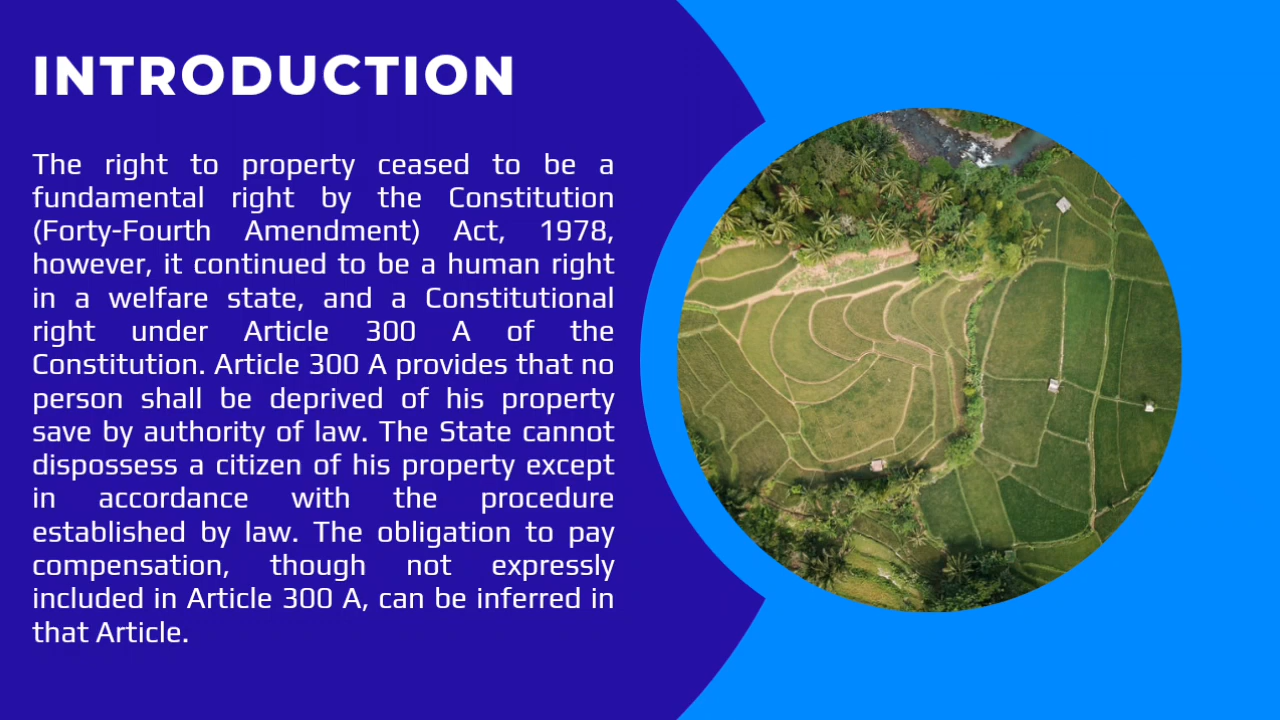 INTRODUCTION
The right to property ceased to be a
fundamental right by the Constitution
(Forty-Fourth Amendment) Act, 1978,
however, it continued to be a human right
in a welfare state, and a Constitutional
right under Article 300 A of the
Constitution. Article 300 A provides that no
person shall be deprived of his property
save by authority of law. The State cannot
dispossess a citizen of his property except
in accordance with the procedure
established by law. The obligation to pay
compensation, though not expressly
included in Article 300 A, can be inferred in
that Article.